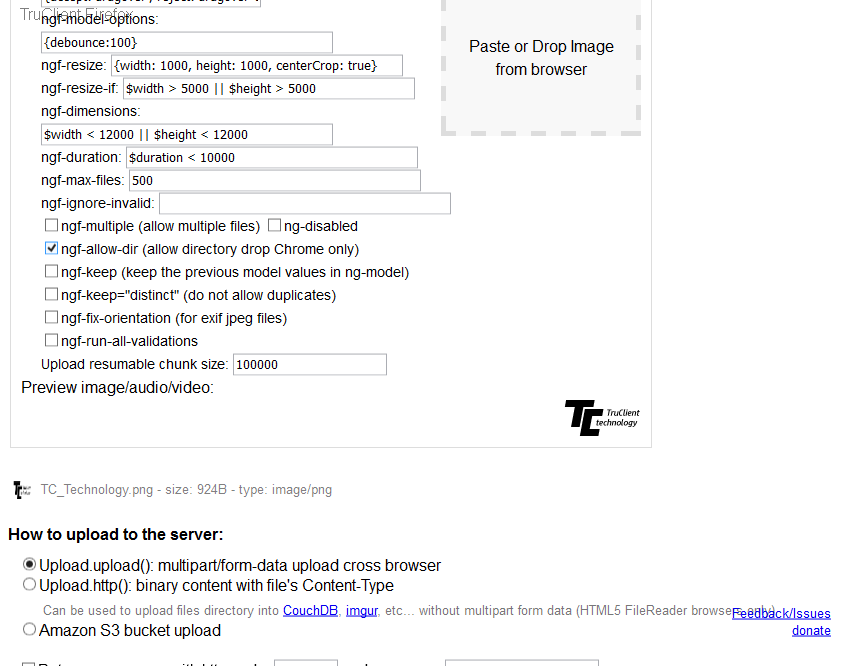 TruClient Firefox
ngf-model-options:
{debounce:100}
ngf-resize: {width: 1000, height: 1000, centerCrop: true}
ngf-resize-if: $width > 5000 || $height > 5000
ngf-dimensions:
$width < 12000 || $height < 12000
ngf-duration: $duration < 10000
ngf-max-files: 500
ngf-ignore-invalid:
ngf-multiple (allow multiple files) ng-disabled
ngf-allow-dir (allow directory drop Chrome only)
ngf-keep (keep the previous model values in ng-model)
ngf-keep="distinct" (do not allow duplicates)
ngf-fix-orientation (for exif jpeg files)
ngf-run-all-validations
Upload resumable chunk size: 100000
Preview image/audio/video:
Paste or Drop Image
from browser
TC TruClient
technology
TC_Technology.png - size: 924B - type: image/png
How to upload to the server:
Upload.upload(): multipart/form-data upload cross browser
Upload.http(): binary content with file's Content-Type
Can be used to upload files directory into CouchDB, imgur, etc... without multipart form data (HTML5 FileReader browsers only)
Feedback/Issues
donate
Amazon S3 bucket upload